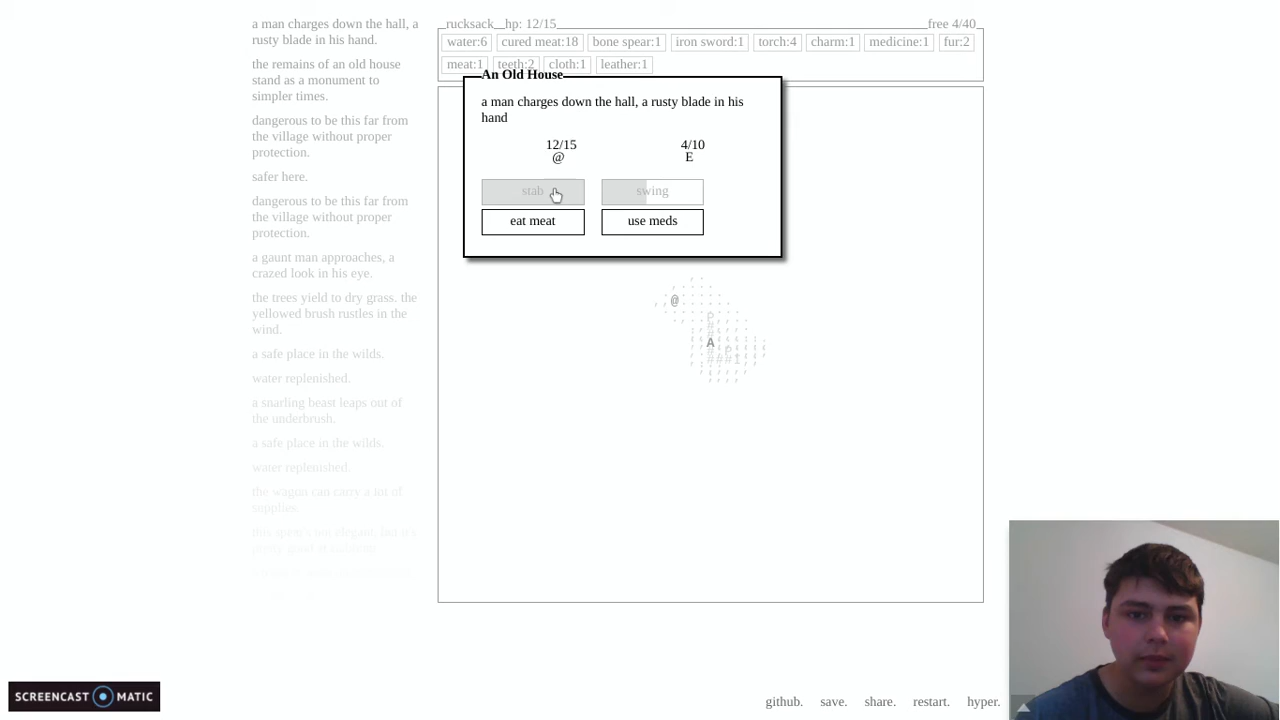 a man charges down the hall, a
rusty blade in his hand.
the remains of an old house
stand as a monument to
simpler times.
dangerous to be this far from
the village without proper
protection.
safer here.
dangerous to be this far from
the village without proper
protection.
a gaunt man approaches, a
crazed look in his eye.
the trees yield to dry grass. the
yellowed brush rustles in the
wind.
a safe place in the wilds.
water replenished.
a snarling beast leaps out of
the underbrush.
a safe place in the wilds.
water replenished.
the wagon can carry a lot of
supplies.
rucksack hp: 12/15 free 4/40
water:6 cured meat:18 bone spear:1 iron sword:1 torch:4 charm:1 medicine:1 fur:2
meat:1 teeth:2 cloth:1 leather:1
An Old House
a man charges down the hall, a rusty blade in his
hand
12/15 4/10
@ E
stab swing
eat meat use meds
@
A
SCREENCAST MATIC
github. save. share. restart. hyper.